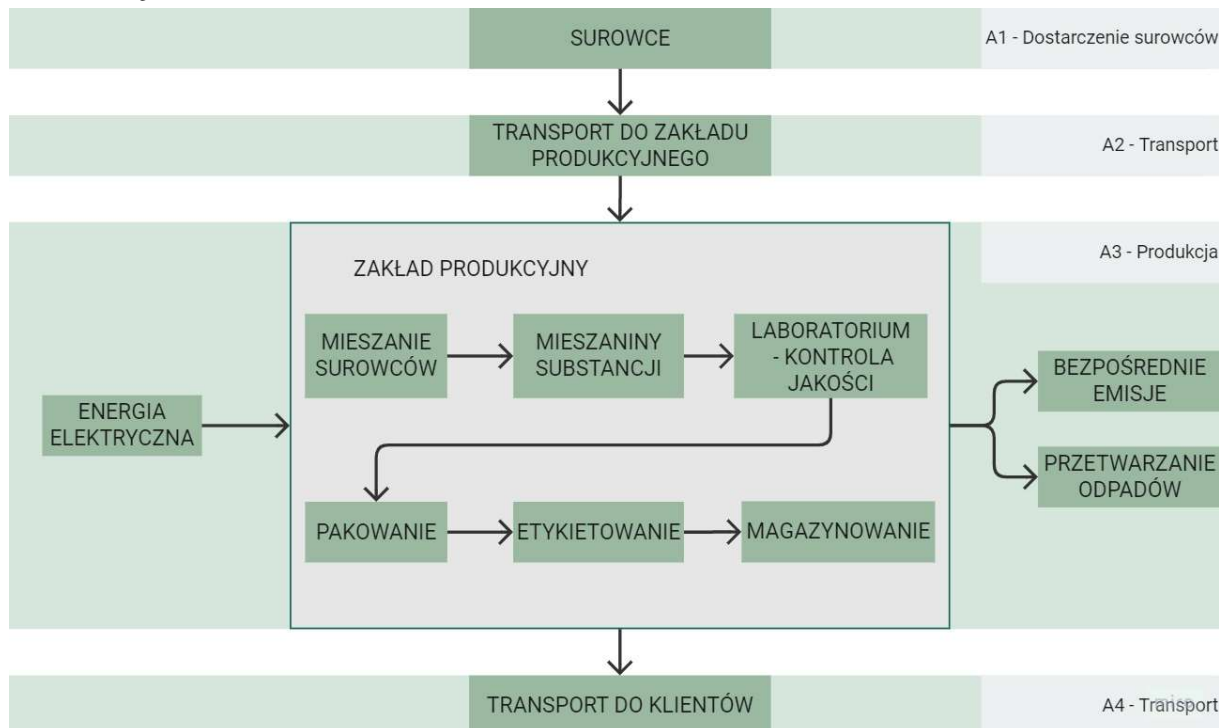 SUROWCE
A1 - Dostarczenie surowców
TRANSPORT DO ZAKŁADU
PRODUKCYJNEGO
A2 - Transport
A3 - Produkcja
ZAKŁAD PRODUKCYJNY
MIESZANIE
SUROWCÓW
MIESZANINY
SUBSTANCJI
LABORATORIUM
- KONTROLA
JAKOŚCI
BEZPOŚREDNIE
EMISJE
ENERGIA
ELEKTRYCZNA
PRZETWARZANIE
ODPADÓW
PAKOWANIE
ETYKIETOWANIE
MAGAZYNOWANIE
TRANSPORT DO KLIENTÓW
A4 - Transport
miro